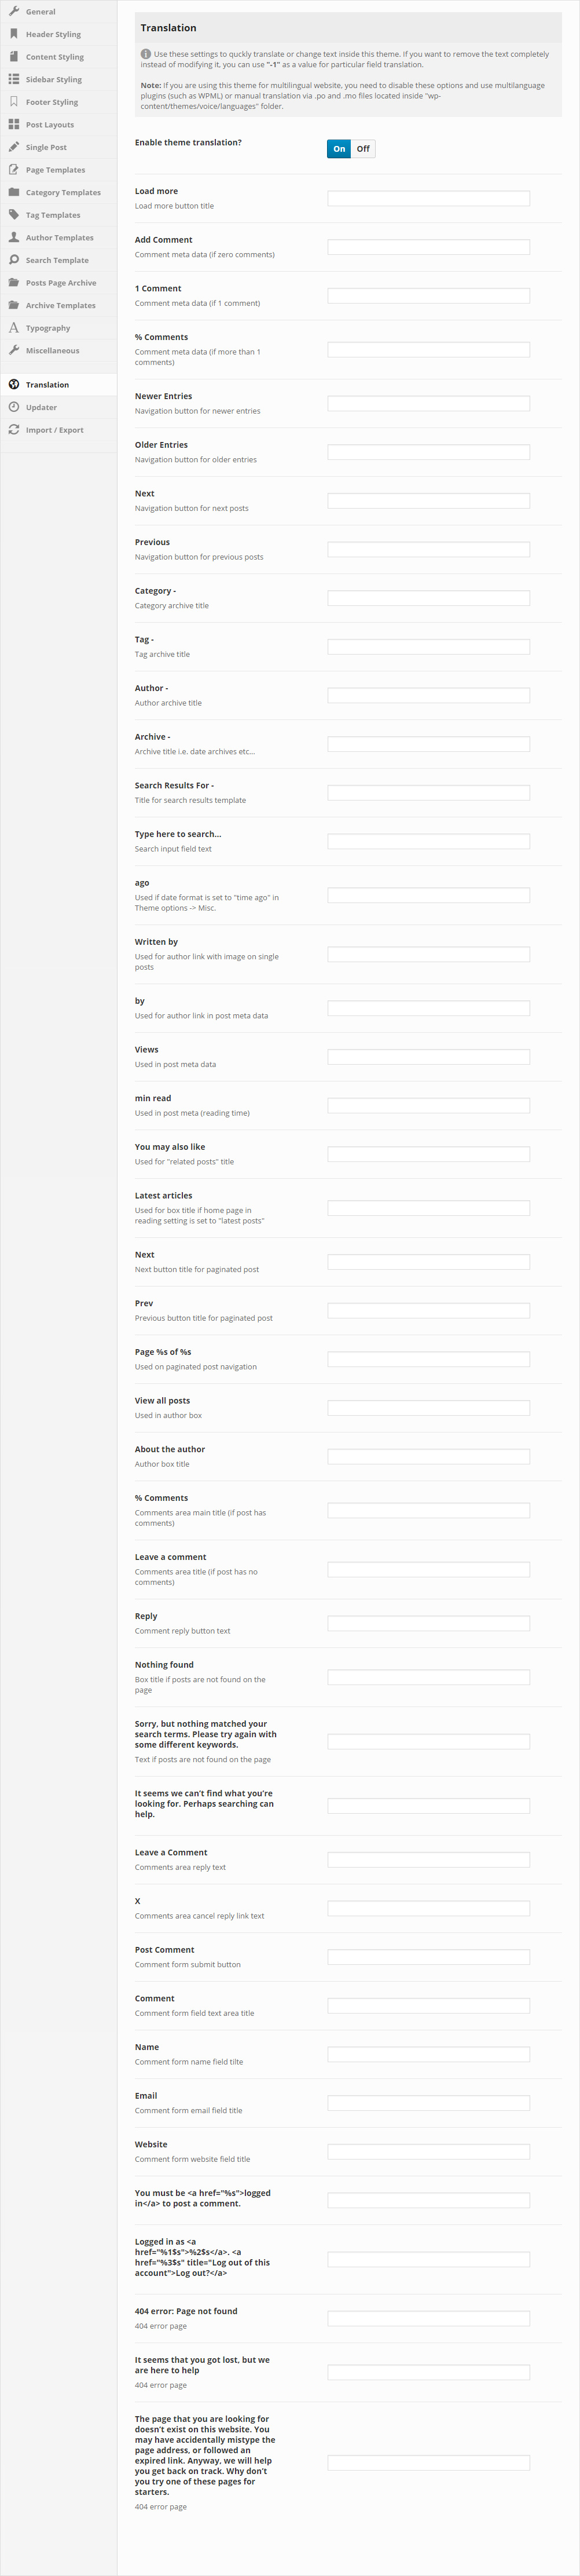 General
Header Styling
Content Styling
Sidebar Styling
Footer Styling
Post Layouts
Single Post
Page Templates
Category Templates
Tag Templates
Author Templates
Search Template
Posts Page Archive
Archive Templates
Typography
Miscellaneous
Translation
Updater
Import / Export
Translation
Use these settings to quckly translate or change text inside this theme. If you want to remove the text completely
instead of modifying it, you can use "-1" as a value for particular field translation.
Note: If you are using this theme for multilingual website, you need to disable these options and use multilanguage
plugins (such as WPML) or manual translation via .po and .mo files located inside "wp-
content/themes/voice/languages" folder.
Enable theme translation?
On Off
Load more
Load more button title
Add Comment
Comment meta data (if zero comments)
1 Comment
Comment meta data (if 1 comment)
% Comments
Comment meta data (if more than 1
comments)
Newer Entries
Navigation button for newer entries
Older Entries
Navigation button for older entries
Next
Navigation button for next posts
Previous
Navigation button for previous posts
Category -
Category archive title
Tag -
Tag archive title
Author -
Author archive title
Archive -
Archive title i.e. date archives etc...
Search Results For -
Title for search results template
Type here to search...
Search input field text
ago
Used if date format is set to "time ago" in
Theme options -> Misc.
Written by
Used for author link with image on single
posts
by
Used for author link in post meta data
Views
Used in post meta data
min read
Used in post meta (reading time)
You may also like
Used for "related posts" title
Latest articles
Used for box title if home page in
reading setting is set to "latest posts"
Next
Next button title for paginated post
Prev
Previous button title for paginated post
Page %s of %s
Used on paginated post navigation
View all posts
Used in author box
About the author
Author box title
% Comments
Comments area main title (if post has
comments)
Leave a comment
Comments area title (if post has no
comments)
Reply
Comment reply button text
Nothing found
Box title if posts are not found on the
page
Sorry, but nothing matched your
search terms. Please try again with
some different keywords.
Text if posts are not found on the page
It seems we can't find what you're
looking for. Perhaps searching can
help.
Leave a Comment
Comments area reply text
X
Comments area cancel reply link text
Post Comment
Comment form submit button
Comment
Comment form field text area title
Name
Comment form name field tilte
Email
Comment form email field title
Website
Comment form website field title
You must be <a href="%s">logged
in</a> to post a comment.
Logged in as <a
href="%1$s">%2$s</a>. <a
href="%3$s" title="Log out of this
account">Log out?</a>
404 error: Page not found
404 error page
It seems that you got lost, but we
are here to help
404 error page
The page that you are looking for
doesn't exist on this website. You
may have accidentally mistype the
page address, or followed an
expired link. Anyway, we will help
you get back on track. Why don't
you try one of these pages for
starters.
404 error page